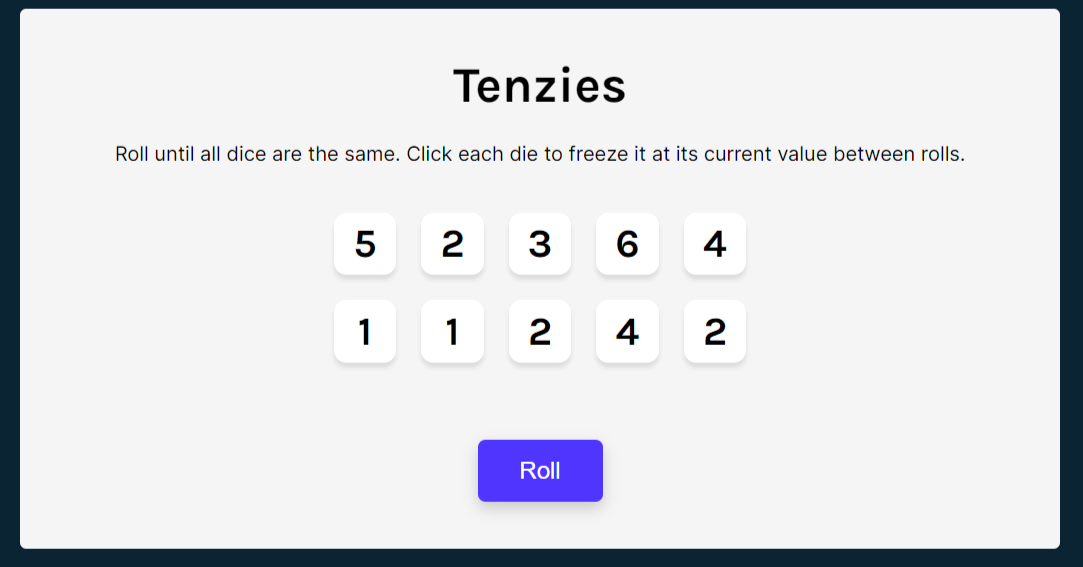 Tenzies
Roll until all dice are the same. Click each die to freeze it at its current value between rolls.
5 2 3 6 4
1 1 2 4 2
Roll